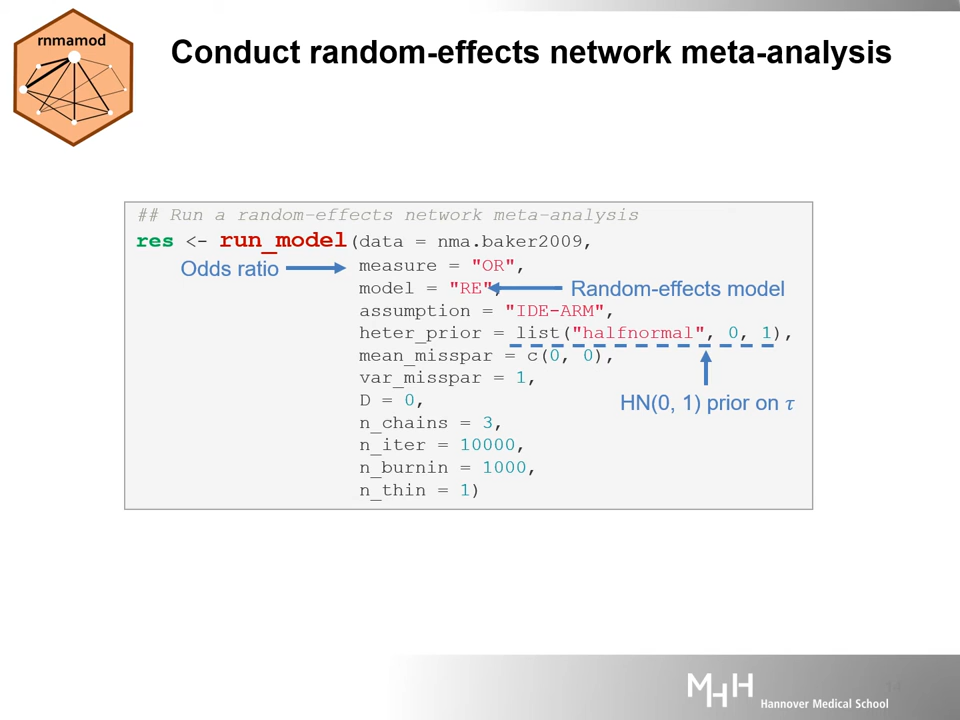 rnmamod
Conduct random-effects network meta-analysis
## Run a random-effects network meta-analysis
res <- run_model(data = nma.baker2009,
Odds ratio
measure = "OR",
model = "RE",
Random-effects model
assumption = "IDE-ARM",
heter_prior = list("halfnormal", 0, 1),
mean_misspar = c(0, 0),
var_misspar = 1,
D = 0,
HN(0, 1) prior on τ
n_chains = 3,
n_iter = 10000,
n_burnin = 1000,
n_thin = 1)
MHH
Hannover Medical School